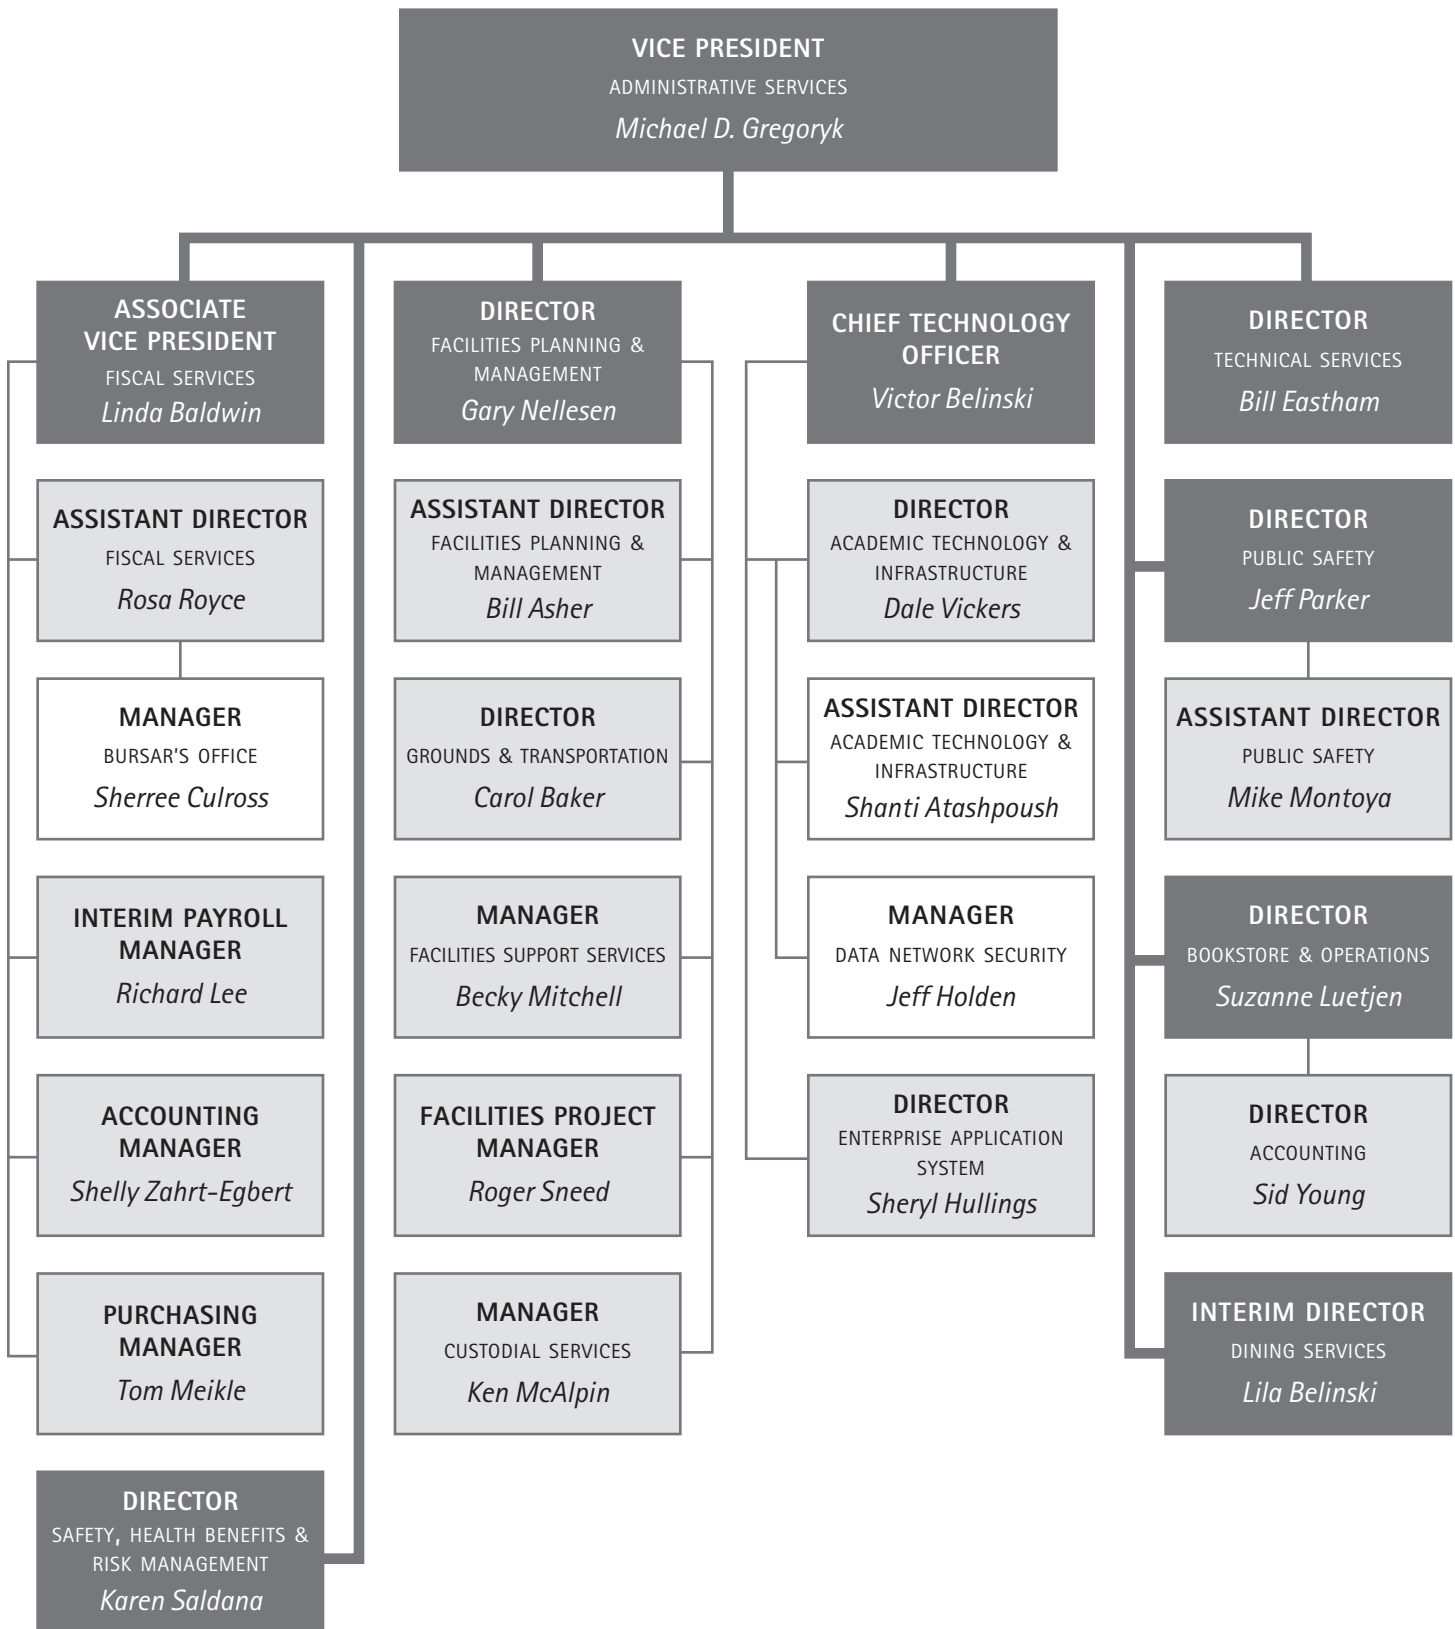 VICE PRESIDENT
ADMINISTRATIVE SERVICES
Michael D. Gregoryk
ASSOCIATE
VICE PRESIDENT
FISCAL SERVICES
Linda Baldwin
ASSISTANT DIRECTOR
FISCAL SERVICES
Rosa Royce
MANAGER
BURSAR'S OFFICE
Sherree Culross
INTERIM PAYROLL
MANAGER
Richard Lee
ACCOUNTING
MANAGER
Shelly Zahrt-Egbert
PURCHASING
MANAGER
Tom Meikle
DIRECTOR
SAFETY, HEALTH BENEFITS &
RISK MANAGEMENT
Karen Saldana
DIRECTOR
FACILITIES PLANNING &
MANAGEMENT
Gary Nellesen
ASSISTANT DIRECTOR
FACILITIES PLANNING &
MANAGEMENT
Bill Asher
DIRECTOR
GROUNDS & TRANSPORTATION
Carol Baker
MANAGER
FACILITIES SUPPORT SERVICES
Becky Mitchell
FACILITIES PROJECT
MANAGER
Roger Sneed
MANAGER
CUSTODIAL SERVICES
Ken McAlpin
CHIEF TECHNOLOGY
OFFICER
Victor Belinski
DIRECTOR
ACADEMIC TECHNOLOGY &
INFRASTRUCTURE
Dale Vickers
ASSISTANT DIRECTOR
ACADEMIC TECHNOLOGY &
INFRASTRUCTURE
Shanti Atashpoush
MANAGER
DATA NETWORK SECURITY
Jeff Holden
DIRECTOR
ENTERPRISE APPLICATION
SYSTEM
Sheryl Hullings
DIRECTOR
TECHNICAL SERVICES
Bill Eastham
DIRECTOR
PUBLIC SAFETY
Jeff Parker
ASSISTANT DIRECTOR
PUBLIC SAFETY
Mike Montoya
DIRECTOR
BOOKSTORE & OPERATIONS
Suzanne Luetjen
DIRECTOR
ACCOUNTING
Sid Young
INTERIM DIRECTOR
DINING SERVICES
Lila Belinski